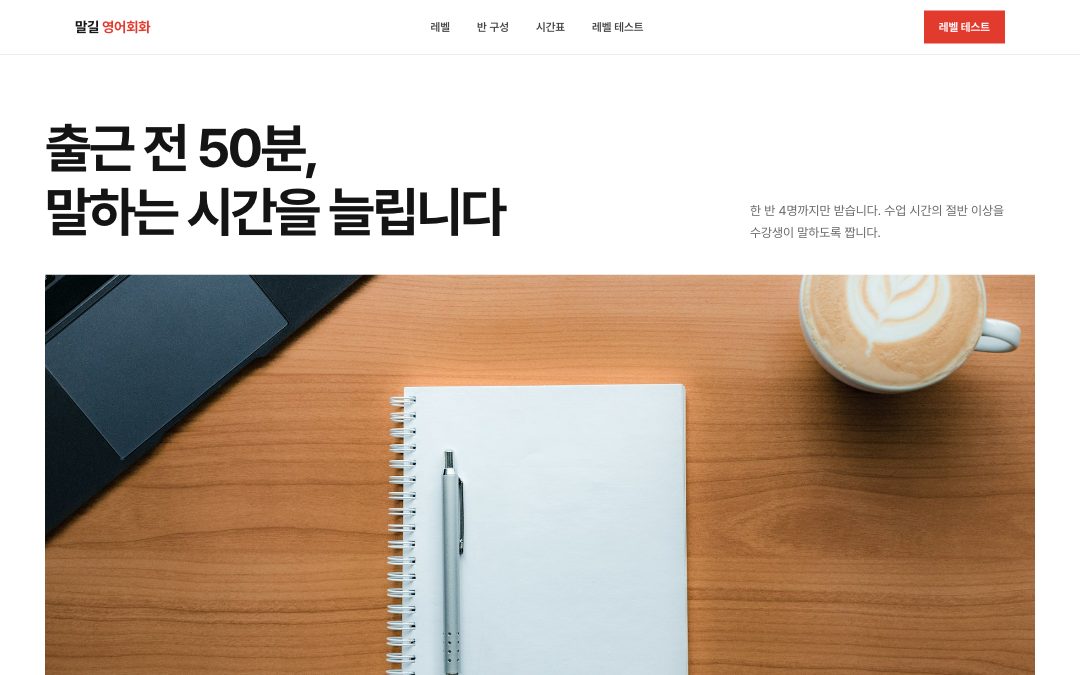 말길 영어회화
레벨
반 구성
시간표
레벨 테스트
레벨 테스트
출근 전 50분,
말하는 시간을 늘립니다
한 반 4명까지만 받습니다. 수업 시간의 절반 이상을
수강생이 말하도록 짭니다.